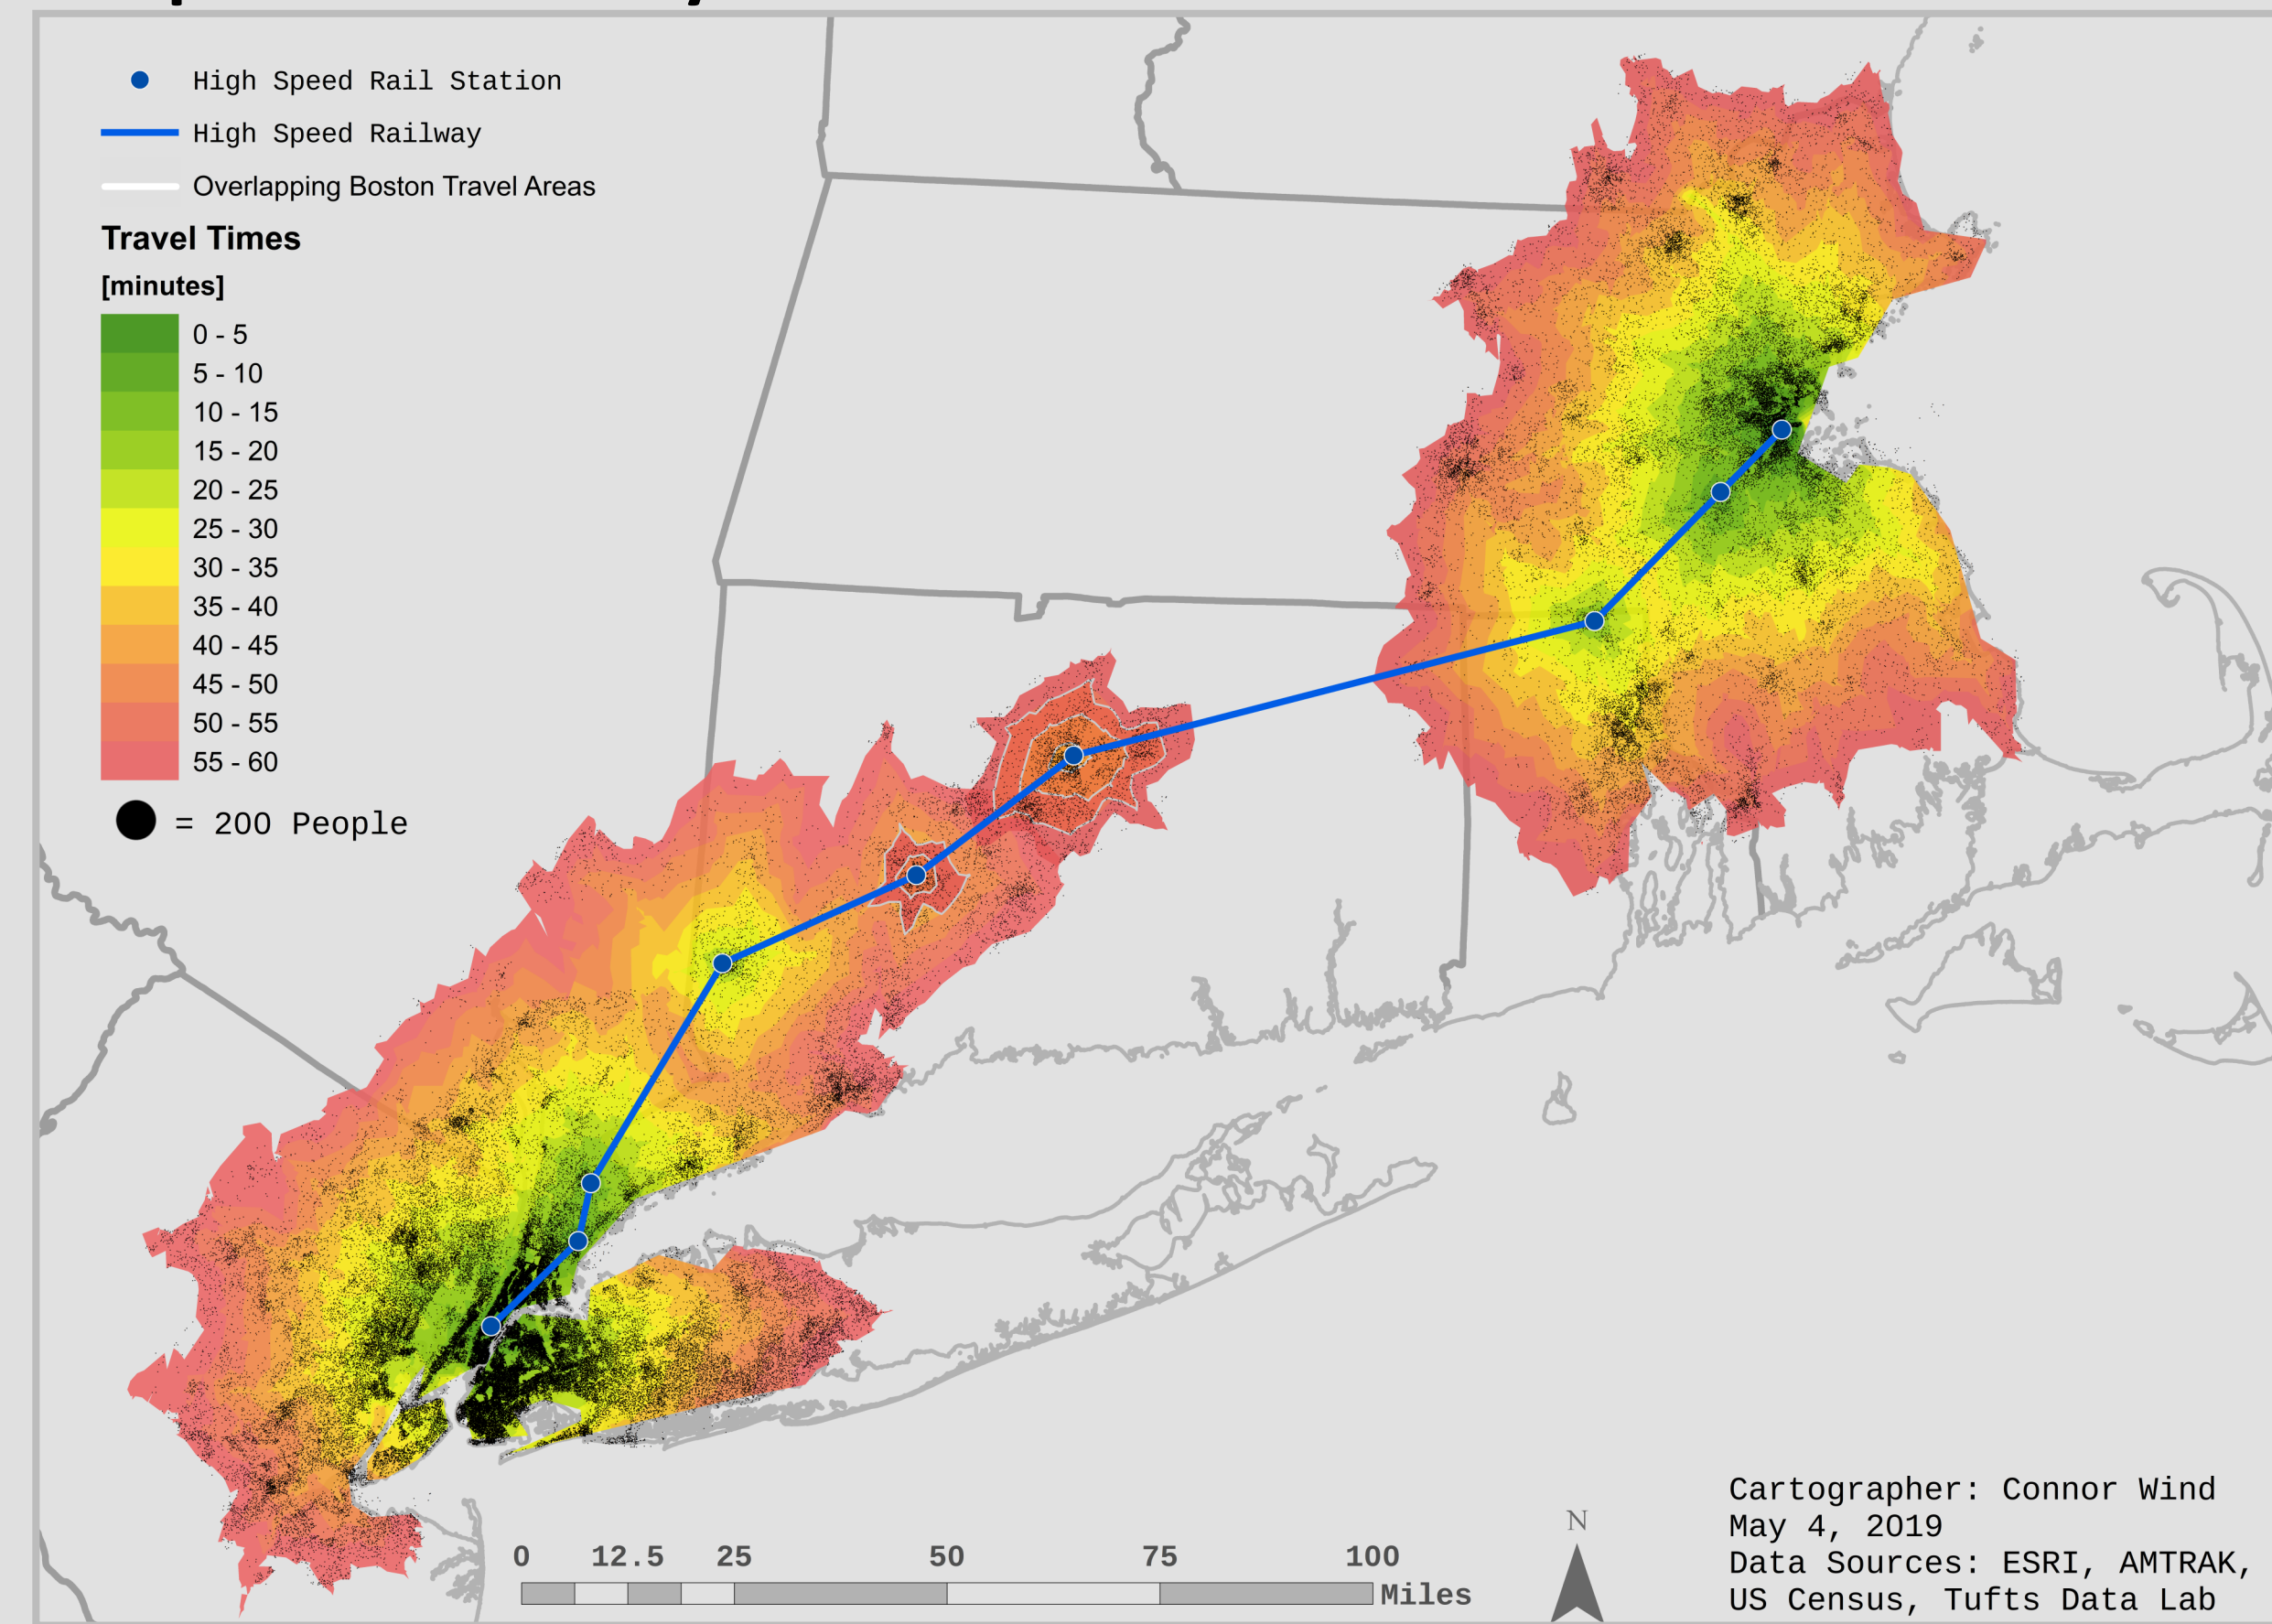 High Speed Rail Station
High Speed Railway
Overlapping Boston Travel Areas
Travel Times
[minutes]
0 - 5
5 - 10
10 - 15
15 - 20
20 - 25
25 - 30
30 - 35
35 - 40
40 - 45
45 - 50
50 - 55
55 - 60
= 200 People
0 12.5 25 50 75 100
Miles
N
Cartographer: Connor Wind
May 4, 2019
Data Sources: ESRI, AMTRAK,
US Census, Tufts Data Lab